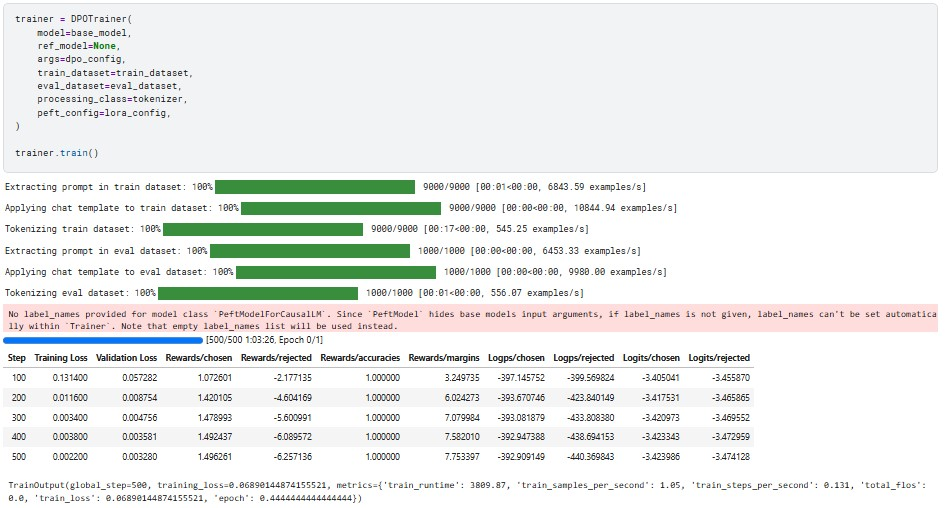 trainer = DPOTrainer(
    model=base_model,
    ref_model=None,
    args=dpo_config,
    train_dataset=train_dataset,
    eval_dataset=eval_dataset,
    processing_class=tokenizer,
    peft_config=lora_config,
)
trainer.train()
Extracting prompt in train dataset: 100% 9000/9000 [00:01<00:00, 6843.59 examples/s]
Applying chat template to train dataset: 100% 9000/9000 [00:00<00:00, 10844.94 examples/s]
Tokenizing train dataset: 100% 9000/9000 [00:17<00:00, 545.25 examples/s]
Extracting prompt in eval dataset: 100% 1000/1000 [00:00<00:00, 6453.33 examples/s]
Applying chat template to eval dataset: 100% 1000/1000 [00:00<00:00, 9980.00 examples/s]
Tokenizing eval dataset: 100% 1000/1000 [00:01<00:00, 556.07 examples/s]
No label_names provided for model class `PeftModelForCausalLM`. Since `PeftModel` hides base models input arguments, if label_names is not given, label_names can't be set automatica
lly within `Trainer`. Note that empty label_names list will be used instead.
[500/500 1:03:26, Epoch 0/1]
Step Training Loss Validation Loss Rewards/chosen Rewards/rejected Rewards/accuracies Rewards/margins Logps/chosen Logps/rejected Logits/chosen Logits/rejected
100 0.131400 0.057282 1.072601 -2.177135 1.000000 3.249735 -397.145752 -399.569824 -3.405041 -3.455870
200 0.011600 0.008754 1.420105 -4.604169 1.000000 6.024273 -393.670746 -423.840149 -3.417531 -3.465865
300 0.003400 0.004756 1.478993 -5.600991 1.000000 7.079984 -393.081879 -433.808380 -3.420973 -3.469552
400 0.003800 0.003581 1.492437 -6.089572 1.000000 7.582010 -392.947388 -438.694153 -3.423343 -3.472959
500 0.002200 0.003280 1.496261 -6.257136 1.000000 7.753397 -392.909149 -440.369843 -3.423986 -3.474128
TrainOutput(global_step=500, training_loss=0.06890144874155521, metrics={'train_runtime': 3809.87, 'train_samples_per_second': 1.05, 'train_steps_per_second': 0.131, 'total_flos':
0.0, 'train_loss': 0.06890144874155521, 'epoch': 0.4444444444444444})